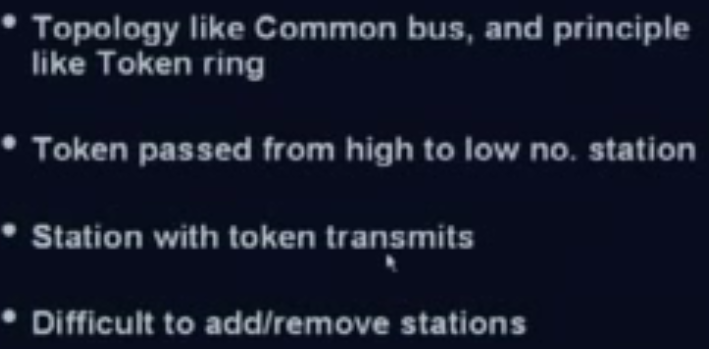 • Topology like Common bus, and principle
like Token ring
• Token passed from high to low no. station
• Station with token transmits
• Difficult to add/remove stations